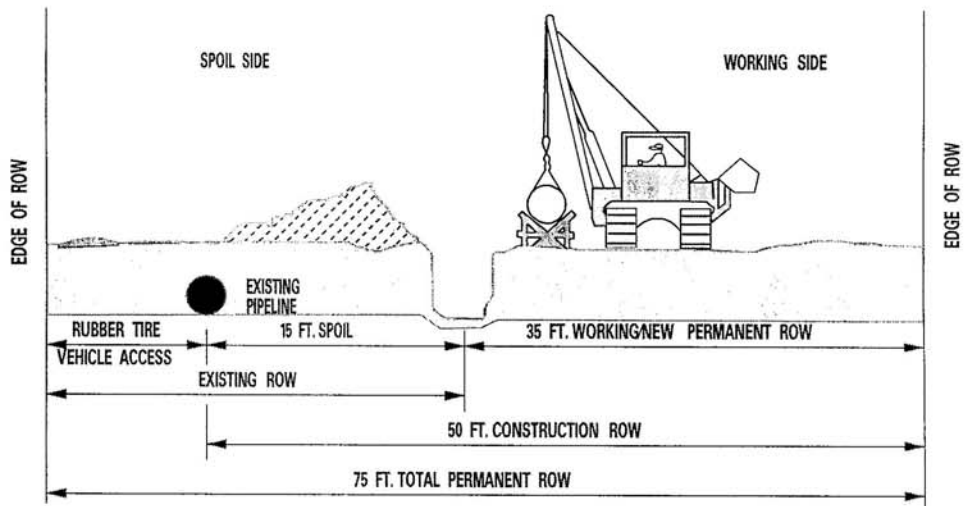 SPOIL SIDE
WORKING SIDE
EDGE OF ROW
EDGE OF ROW
EXISTING
PIPELINE
RUBBER TIRE
VEHICLE ACCESS
15 FT. SPOIL
35 FT. WORKING/NEW PERMANENT ROW
EXISTING ROW
50 FT. CONSTRUCTION ROW
75 FT. TOTAL PERMANENT ROW